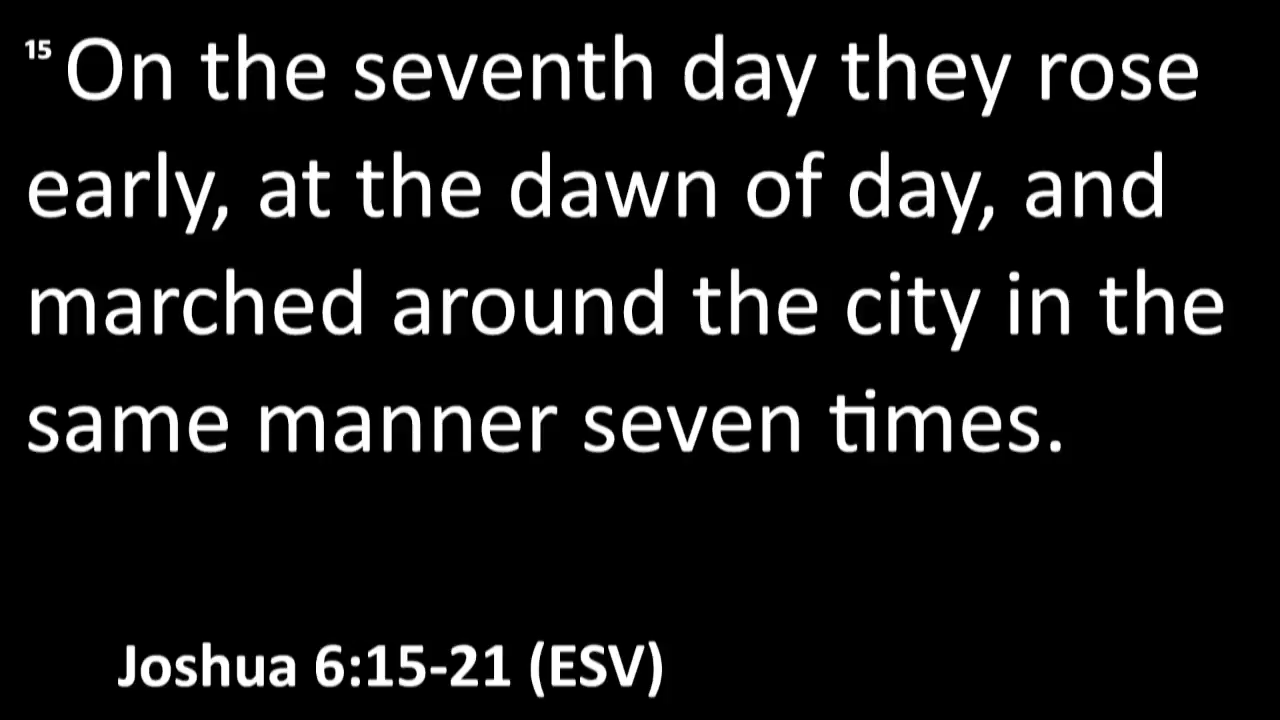 15 On the seventh day they rose
early, at the dawn of day, and
marched around the city in the
same manner seven times.
Joshua 6:15-21 (ESV)